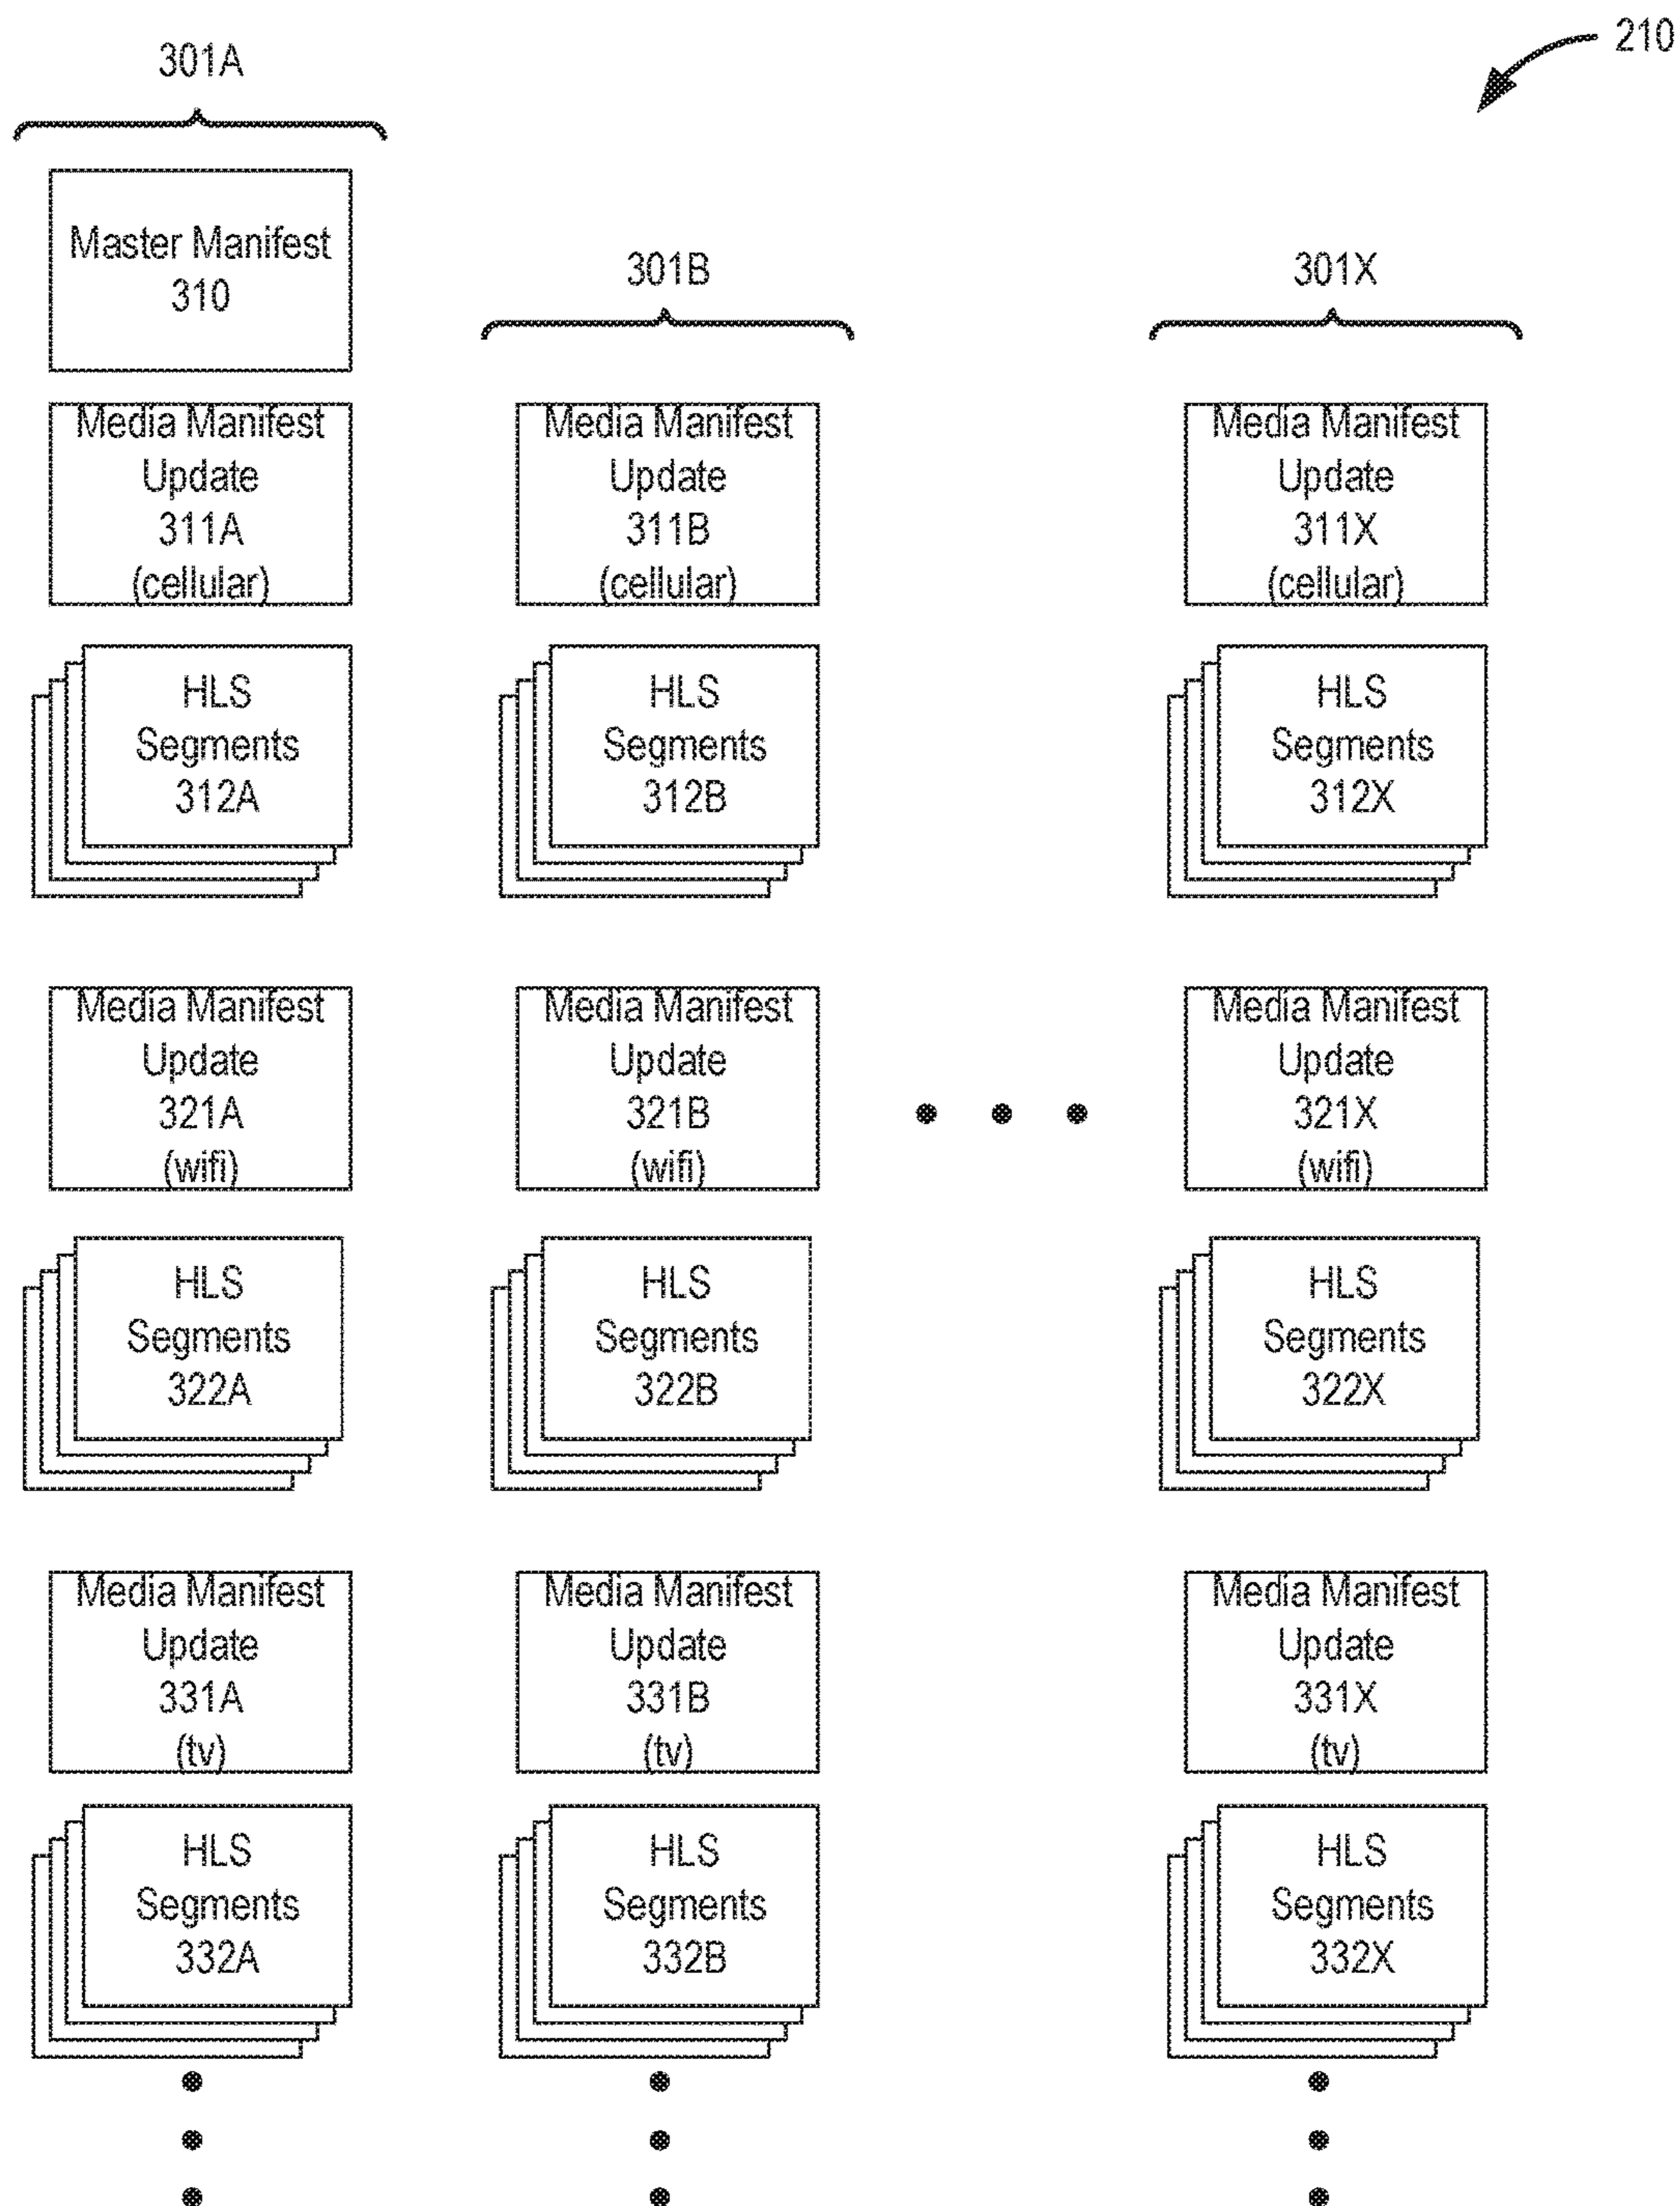 210
301A
Master Manifest
310
301B
301X
Media Manifest
Update
311A
(cellular)
Media Manifest
Update
311B
(cellular)
Media Manifest
Update
311X
(cellular)
HLS
Segments
312A
HLS
Segments
312B
HLS
Segments
312X
Media Manifest
Update
321A
(wifi)
Media Manifest
Update
321B
(wifi)
Media Manifest
Update
321X
(wifi)
HLS
Segments
322A
HLS
Segments
322B
HLS
Segments
322X
Media Manifest
Update
331A
(tv)
Media Manifest
Update
331B
(tv)
Media Manifest
Update
331X
(tv)
HLS
Segments
332A
HLS
Segments
332B
HLS
Segments
332X